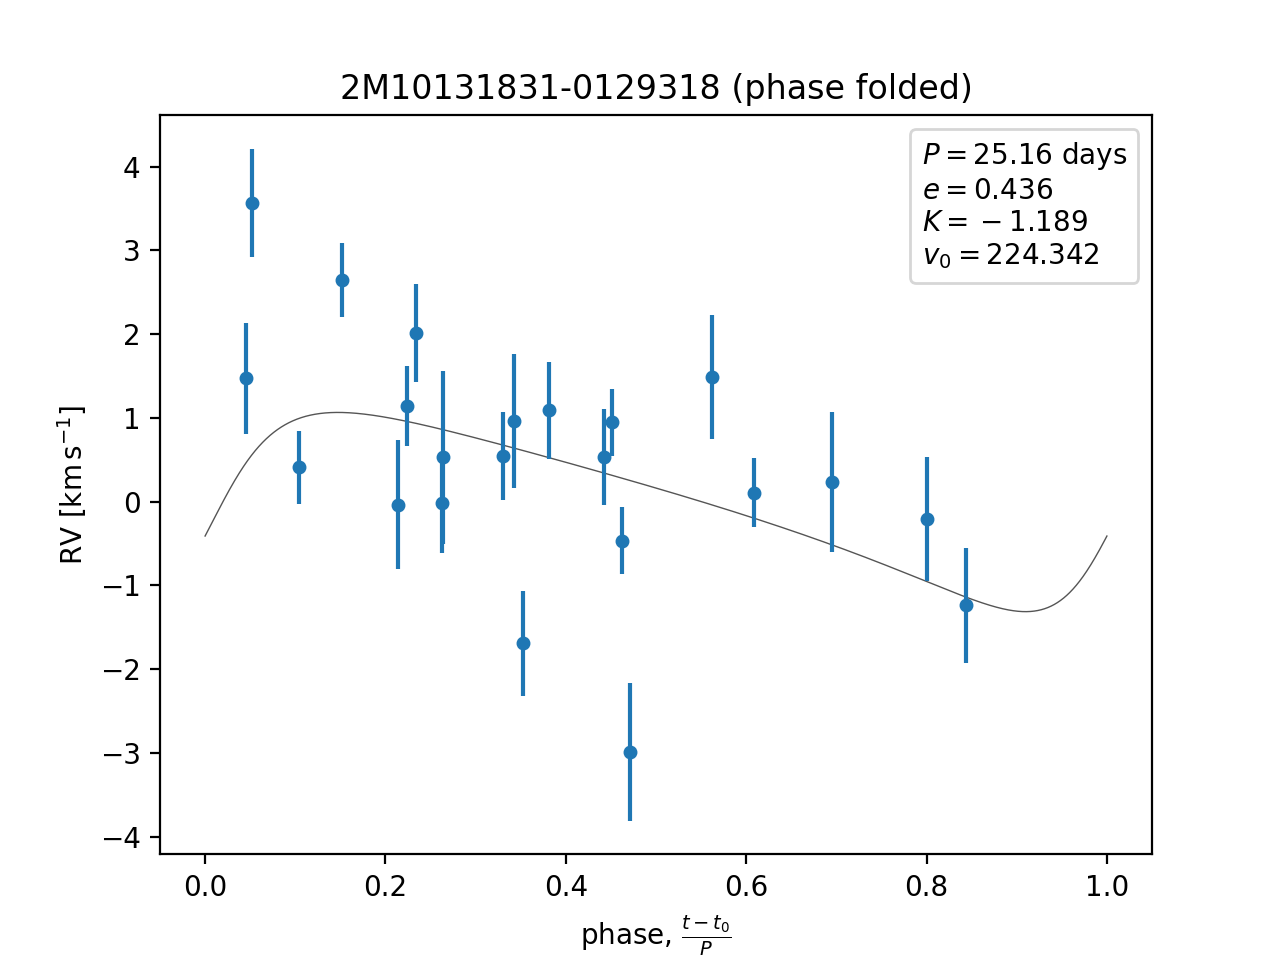 2M10131831-0129318 (phase folded)
P = 25.16 days
e = 0.436
K = −1.189
v₀ = 224.342
RV [km s⁻¹]
4
3
2
1
0
−1
−2
−3
−4
0.0 0.2 0.4 0.6 0.8 1.0
phase, (t − t₀)/P